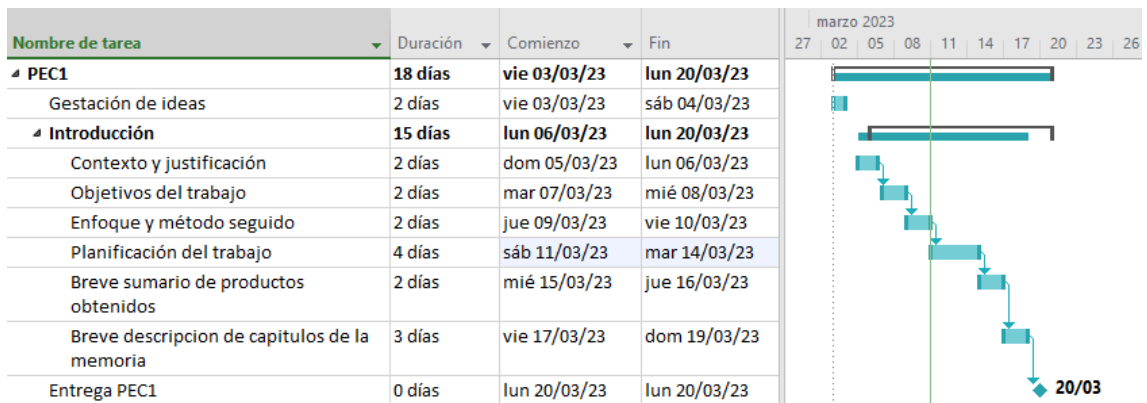 marzo 2023
Nombre de tarea Duración Comienzo Fin 27 02 05 08 11 14 17 20 23 26
PEC1 18 días vie 03/03/23 lun 20/03/23
Gestación de ideas 2 días vie 03/03/23 sáb 04/03/23
Introducción 15 días lun 06/03/23 lun 20/03/23
Contexto y justificación 2 días dom 05/03/23 lun 06/03/23
Objetivos del trabajo 2 días mar 07/03/23 mié 08/03/23
Enfoque y método seguido 2 días jue 09/03/23 vie 10/03/23
Planificación del trabajo 4 días sáb 11/03/23 mar 14/03/23
Breve sumario de productos 2 días mié 15/03/23 jue 16/03/23
obtenidos
Breve descripcion de capitulos de la 3 días vie 17/03/23 dom 19/03/23
memoria
Entrega PEC1 0 días lun 20/03/23 lun 20/03/23 20/03